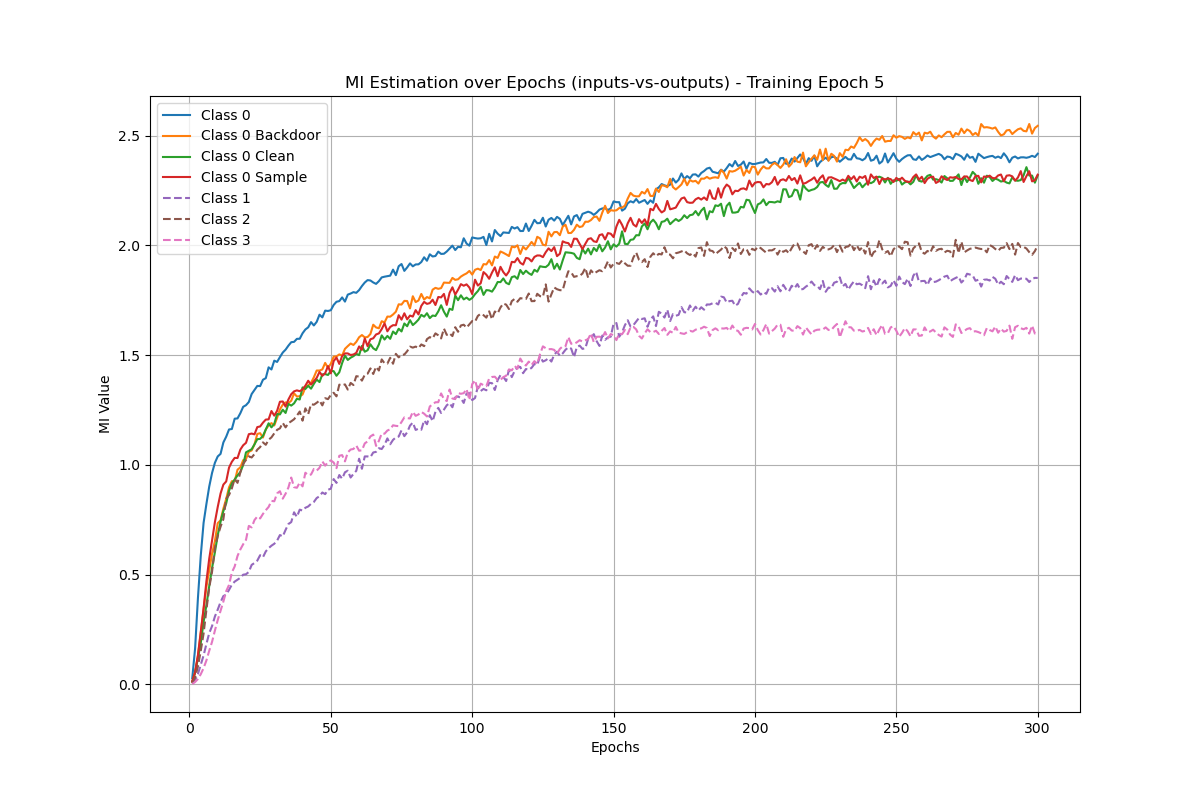 MI Estimation over Epochs (inputs-vs-outputs) - Training Epoch 5
Class 0
Class 0 Backdoor
Class 0 Clean
Class 0 Sample
Class 1
Class 2
Class 3
2.5
2.0
1.5
1.0
0.5
0.0
MI Value
0 50 100 150 200 250 300
Epochs